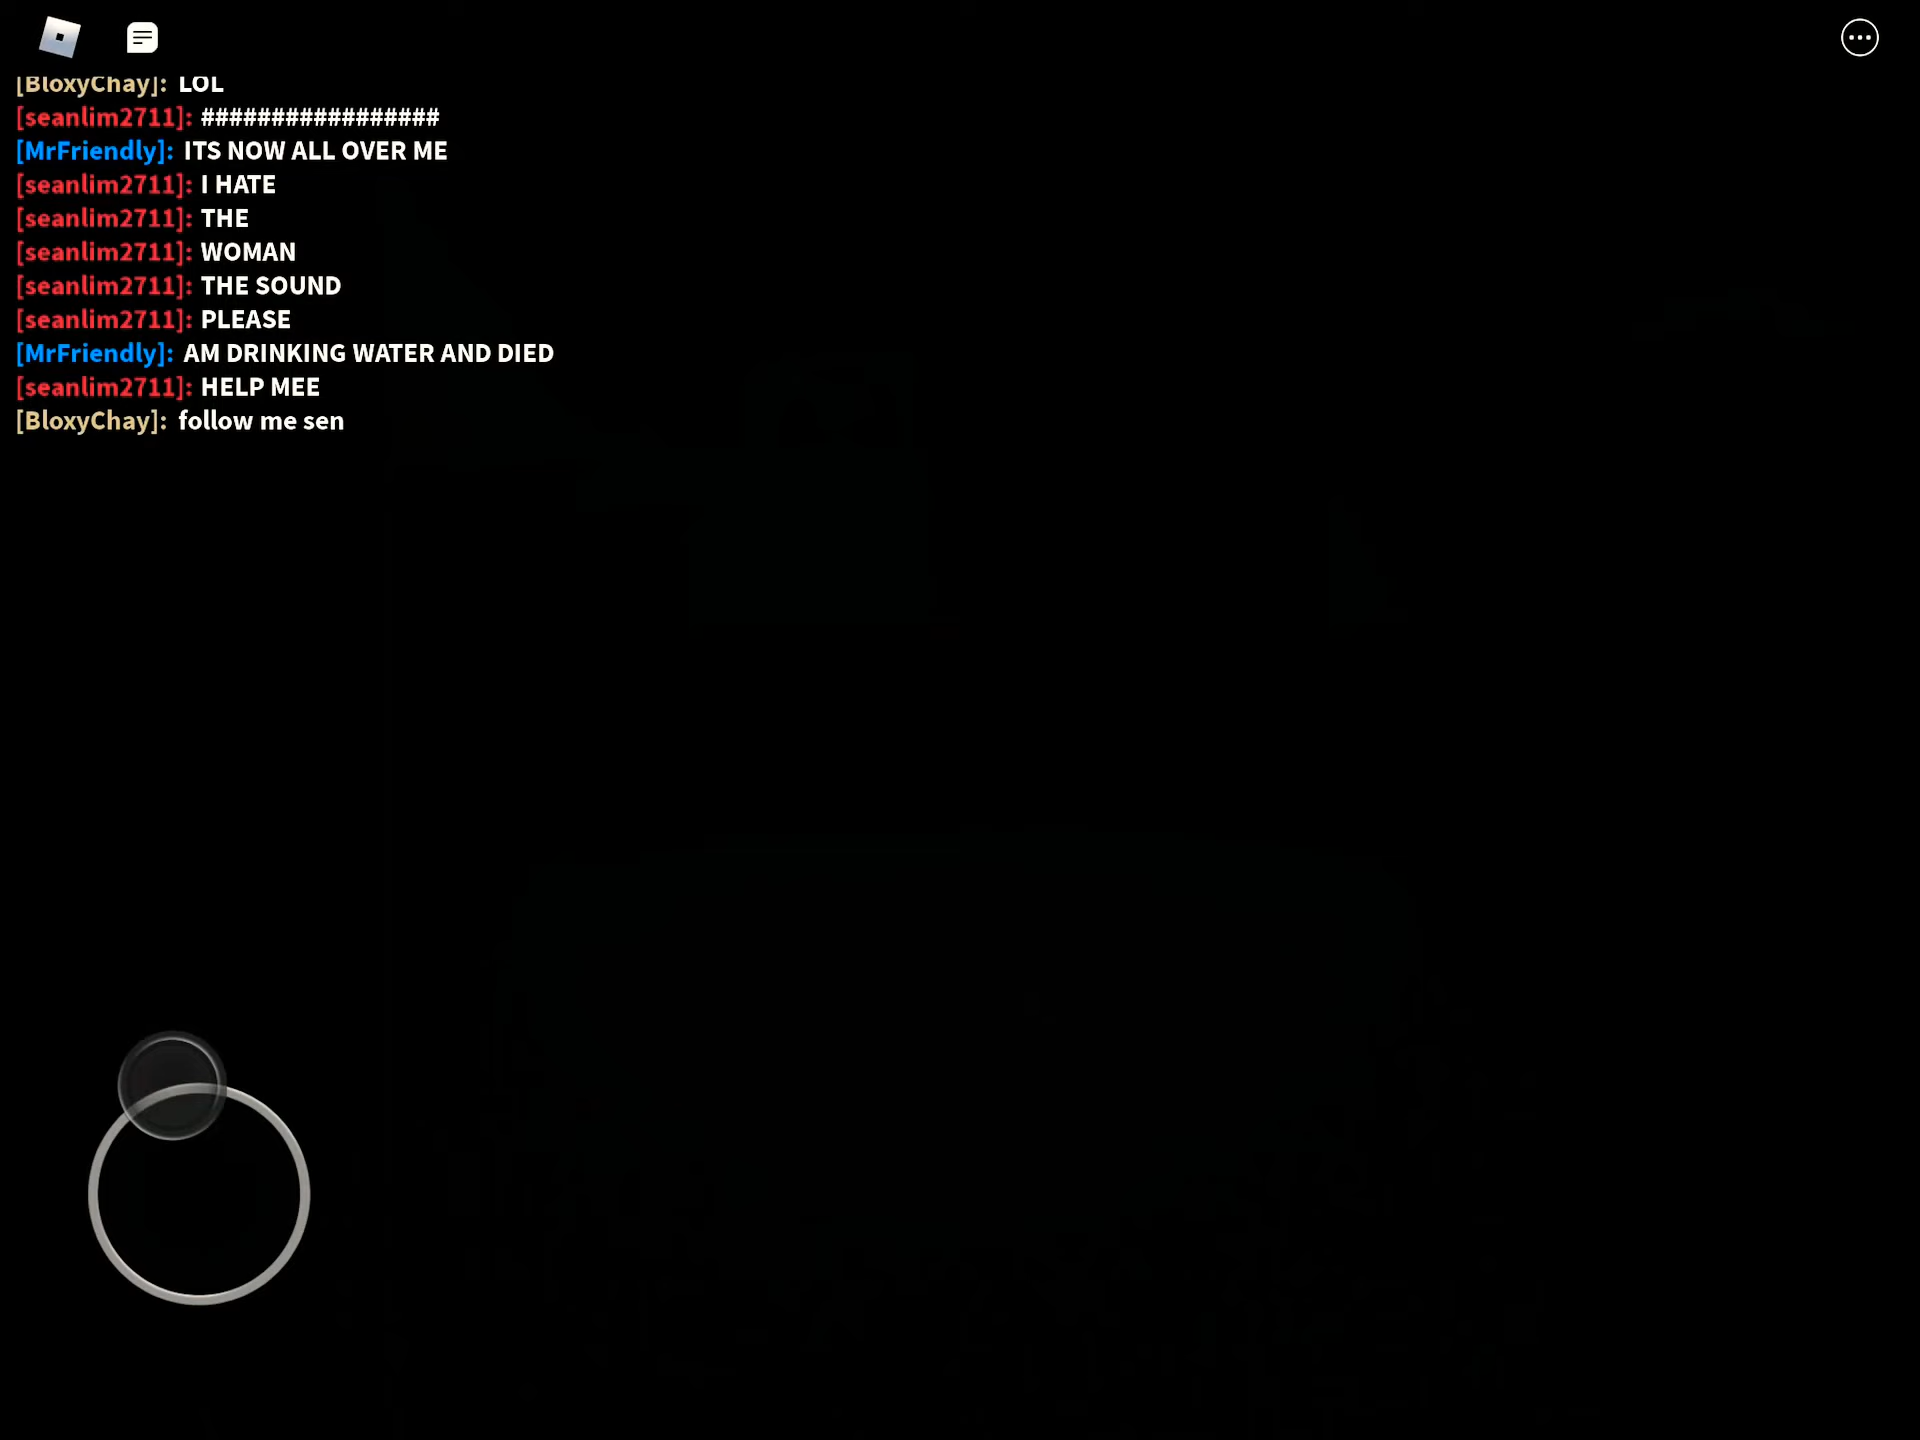 [BloxyChay]: LOL
[seanlim2711]: #################
[MrFriendly]: ITS NOW ALL OVER ME
[seanlim2711]: I HATE
[seanlim2711]: THE
[seanlim2711]: WOMAN
[seanlim2711]: THE SOUND
[seanlim2711]: PLEASE
[MrFriendly]: AM DRINKING WATER AND DIED
[seanlim2711]: HELP MEE
[BloxyChay]: follow me sen